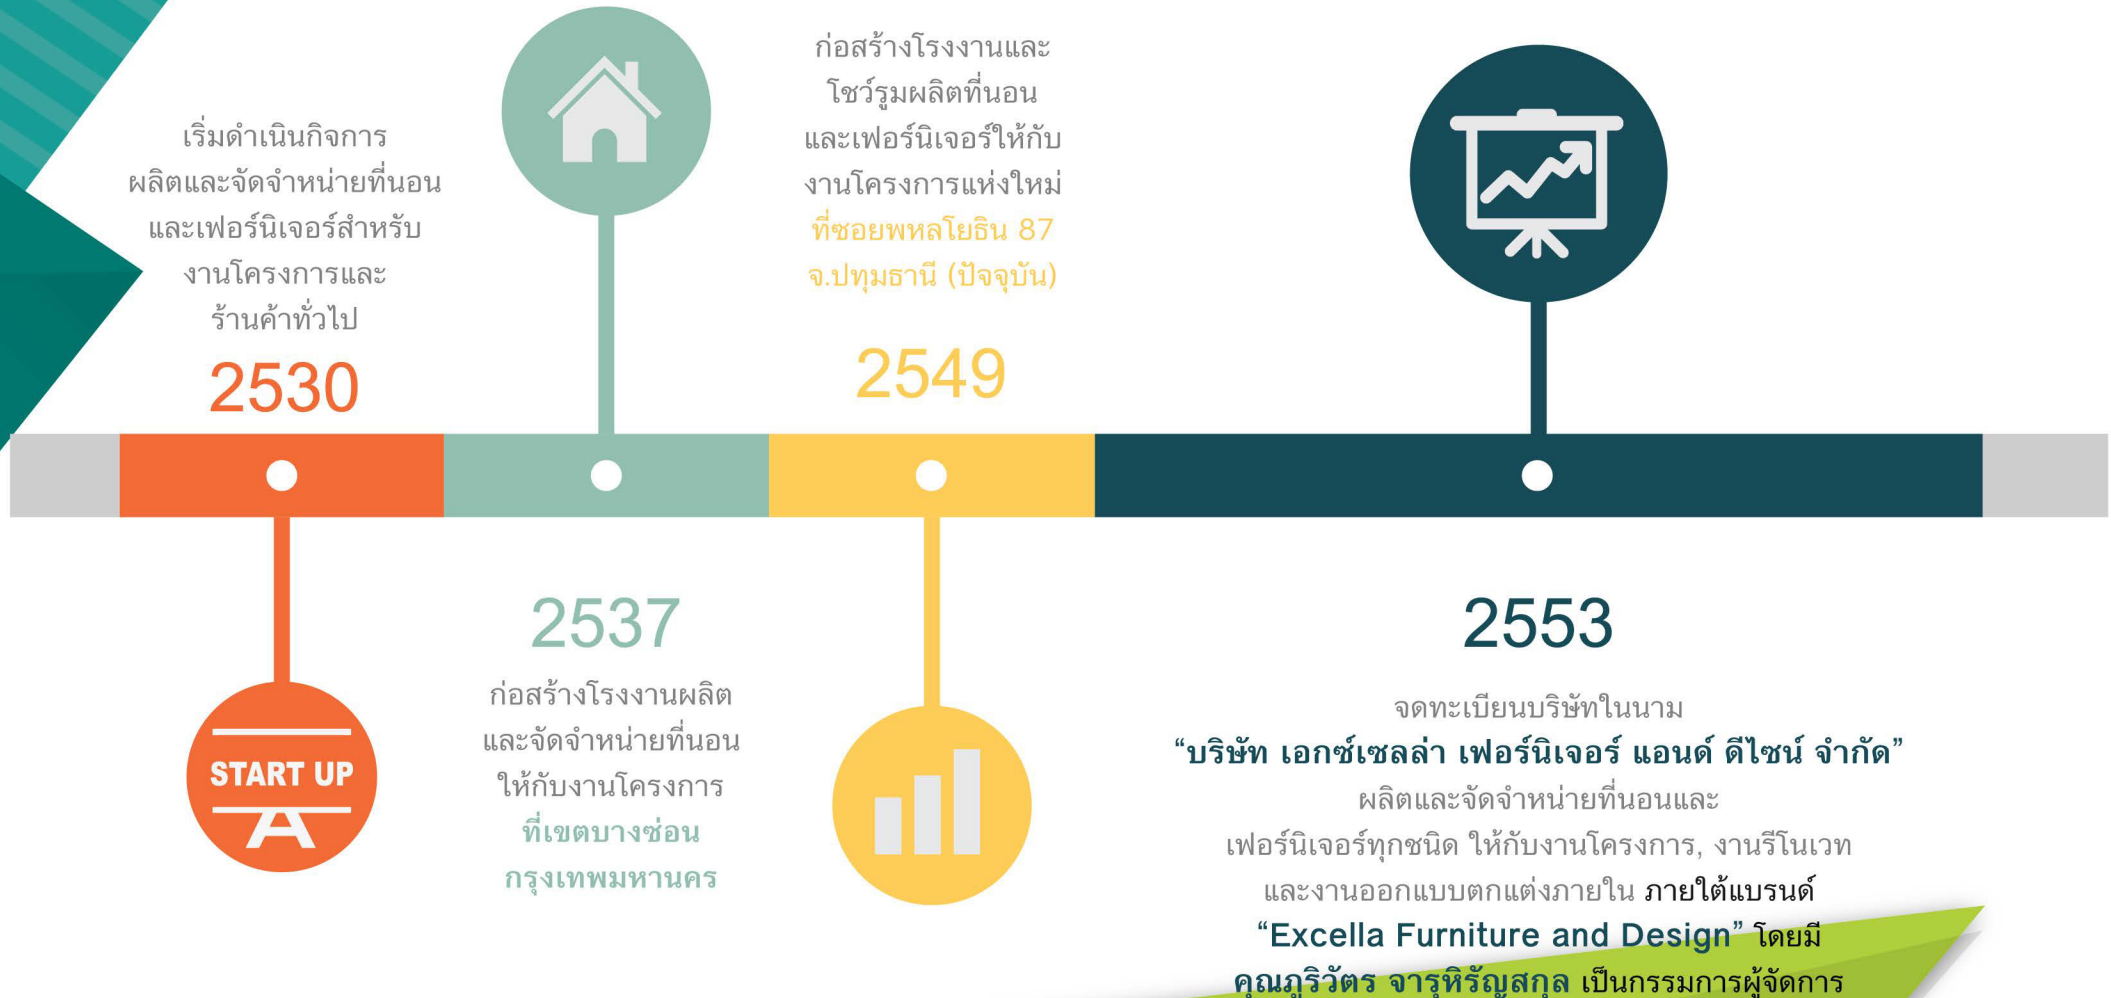 เริ่มดำเนินกิจการ
ผลิตและจัดจำหน่ายที่นอน
และเฟอร์นิเจอร์สำหรับ
งานโครงการและ
ร้านค้าทั่วไป
2530
START UP
2537
ก่อสร้างโรงงานผลิต
และจัดจำหน่ายที่นอน
ให้กับงานโครงการ
ที่เขตบางซ่อน
กรุงเทพมหานคร
ก่อสร้างโรงงานและ
โชว์รูมผลิตที่นอน
และเฟอร์นิเจอร์ให้กับ
งานโครงการแห่งใหม่
ที่ซอยพหลโยธิน 87
จ.ปทุมธานี (ปัจจุบัน)
2549
2553
จดทะเบียนบริษัทในนาม
“บริษัท เอกซ์เซลล่า เฟอร์นิเจอร์ แอนด์ ดีไซน์ จำกัด”
ผลิตและจัดจำหน่ายที่นอนและ
เฟอร์นิเจอร์ทุกชนิด ให้กับงานโครงการ, งานรีโนเวท
และงานออกแบบตกแต่งภายใน ภายใต้แบรนด์
“Excella Furniture and Design” โดยมี
คุณภูริวัตร จารุหิรัญสกุล เป็นกรรมการผู้จัดการ